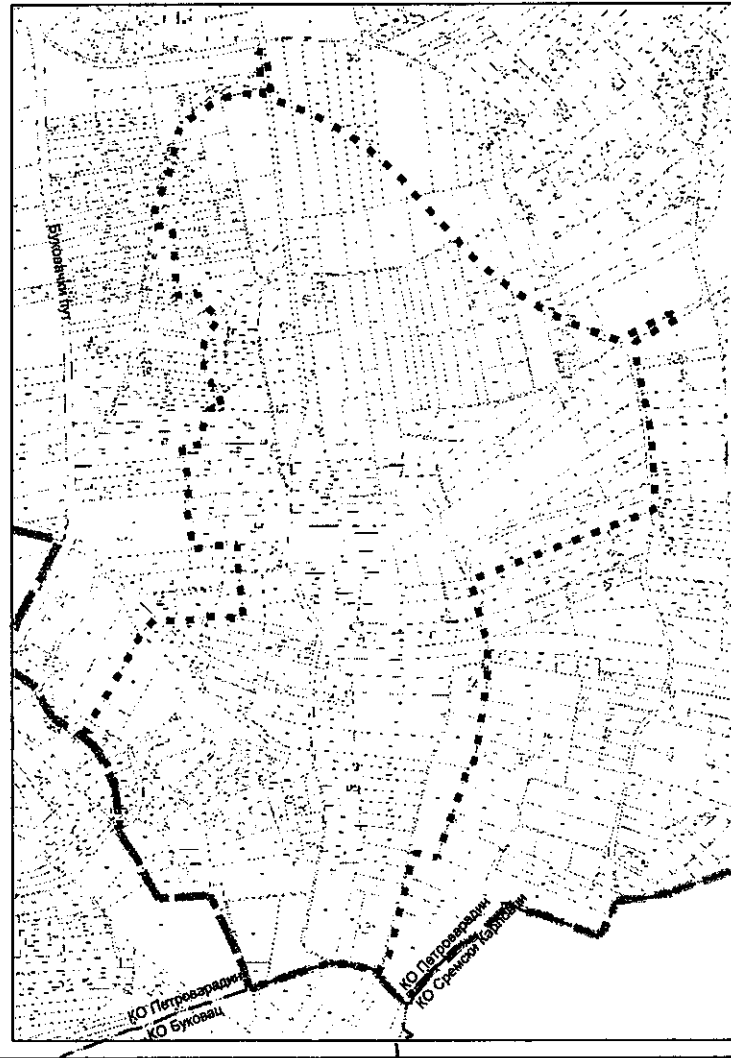 Буковачки пут
КО Петроварадин
КО Сремски Карловци
КО Петроварадин
КО Буковац